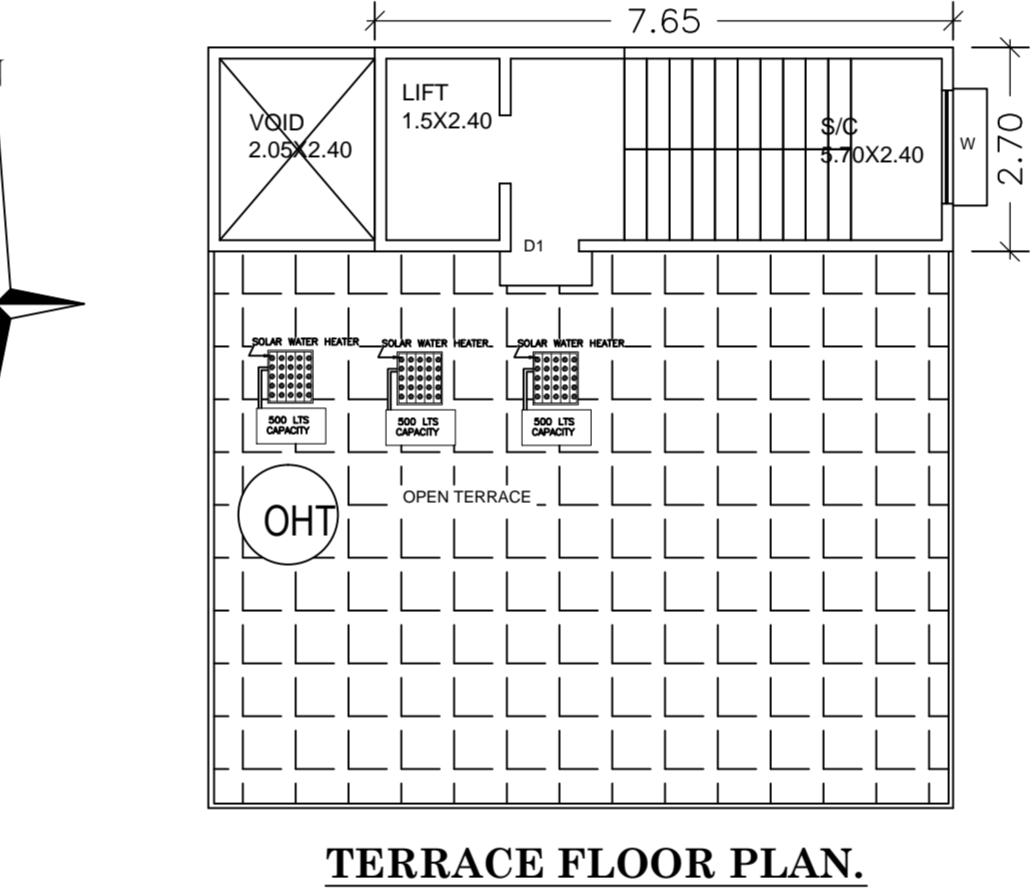 7.65
LIFT
1.5X2.40
VOID
2.05X2.40
S/C
5.70X2.40
W
2.70
D1
SOLAR WATER HEATER
SOLAR WATER HEATER
SOLAR WATER HEATER
500 LTS
CAPACITY
500 LTS
CAPACITY
500 LTS
CAPACITY
OPEN TERRACE
OHT
TERRACE FLOOR PLAN.